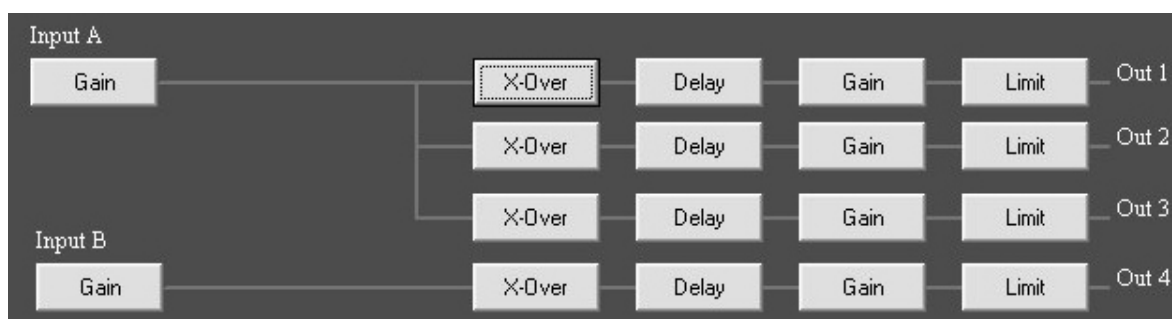 Input A
Gain X-Over Delay Gain Limit Out 1
X-Over Delay Gain Limit Out 2
X-Over Delay Gain Limit Out 3
Input B
Gain X-Over Delay Gain Limit Out 4